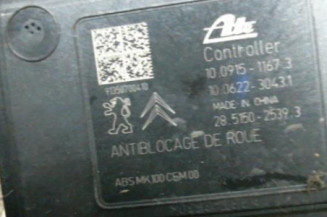 Ate
Controller
10.0915-1167.3
10.0622-3043.1
MADE IN CHINA
28.5150-2539.3
ANTIBLOCAGE DE ROUE
ABS MK100 CISM 00